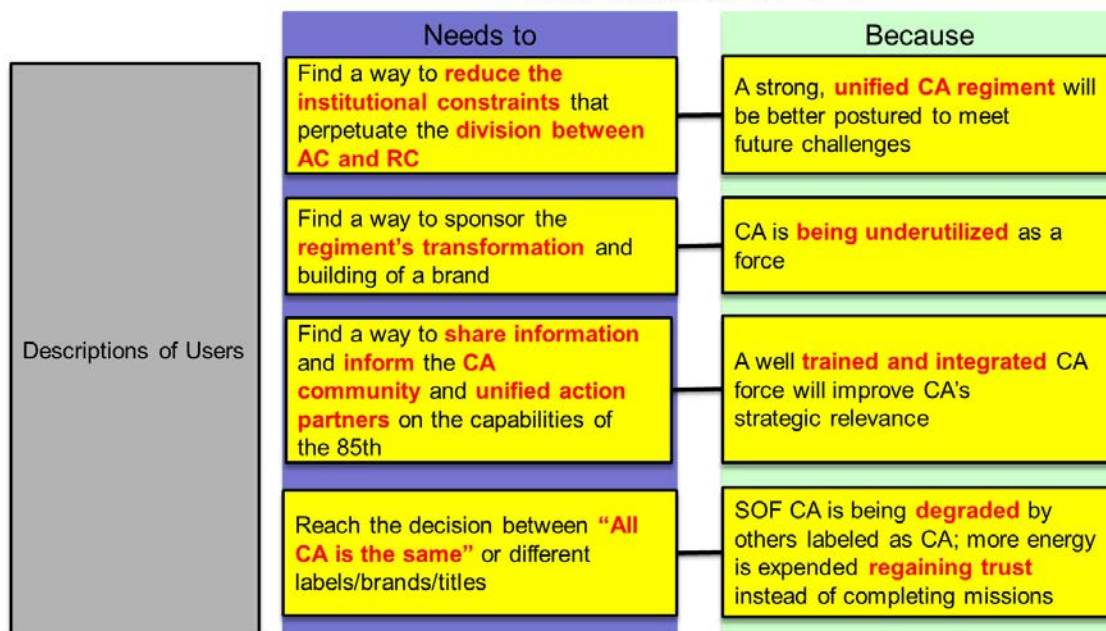 Needs to
Because
Descriptions of Users
Find a way to reduce the
institutional constraints that
perpetuate the division between
AC and RC
A strong, unified CA regiment will
be better postured to meet
future challenges
Find a way to sponsor the
regiment's transformation and
building of a brand
CA is being underutilized as a
force
Find a way to share information
and inform the CA
community and unified action
partners on the capabilities of
the 85th
A well trained and integrated CA
force will improve CA's
strategic relevance
Reach the decision between “All
CA is the same” or different
labels/brands/titles
SOF CA is being degraded by
others labeled as CA; more energy
is expended regaining trust
instead of completing missions